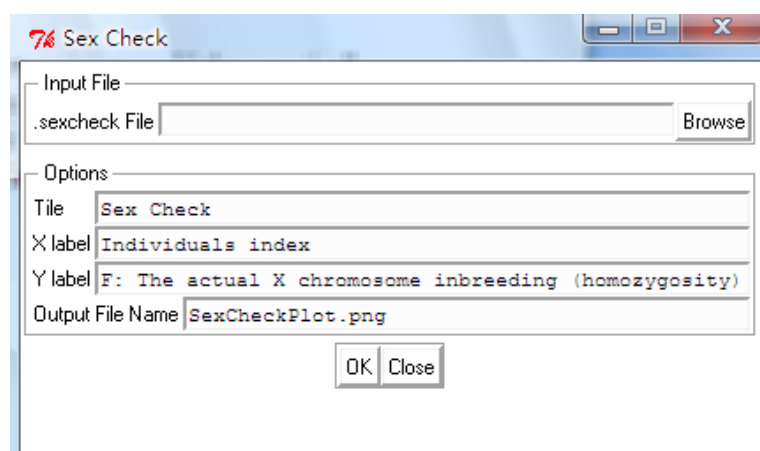 Sex Check
Input File
.sexcheck File Browse
Options
Tile Sex Check
X label Individuals index
Y label F: The actual X chromosome inbreeding (homozygosity)
Output File Name SexCheckPlot.png
OK Close